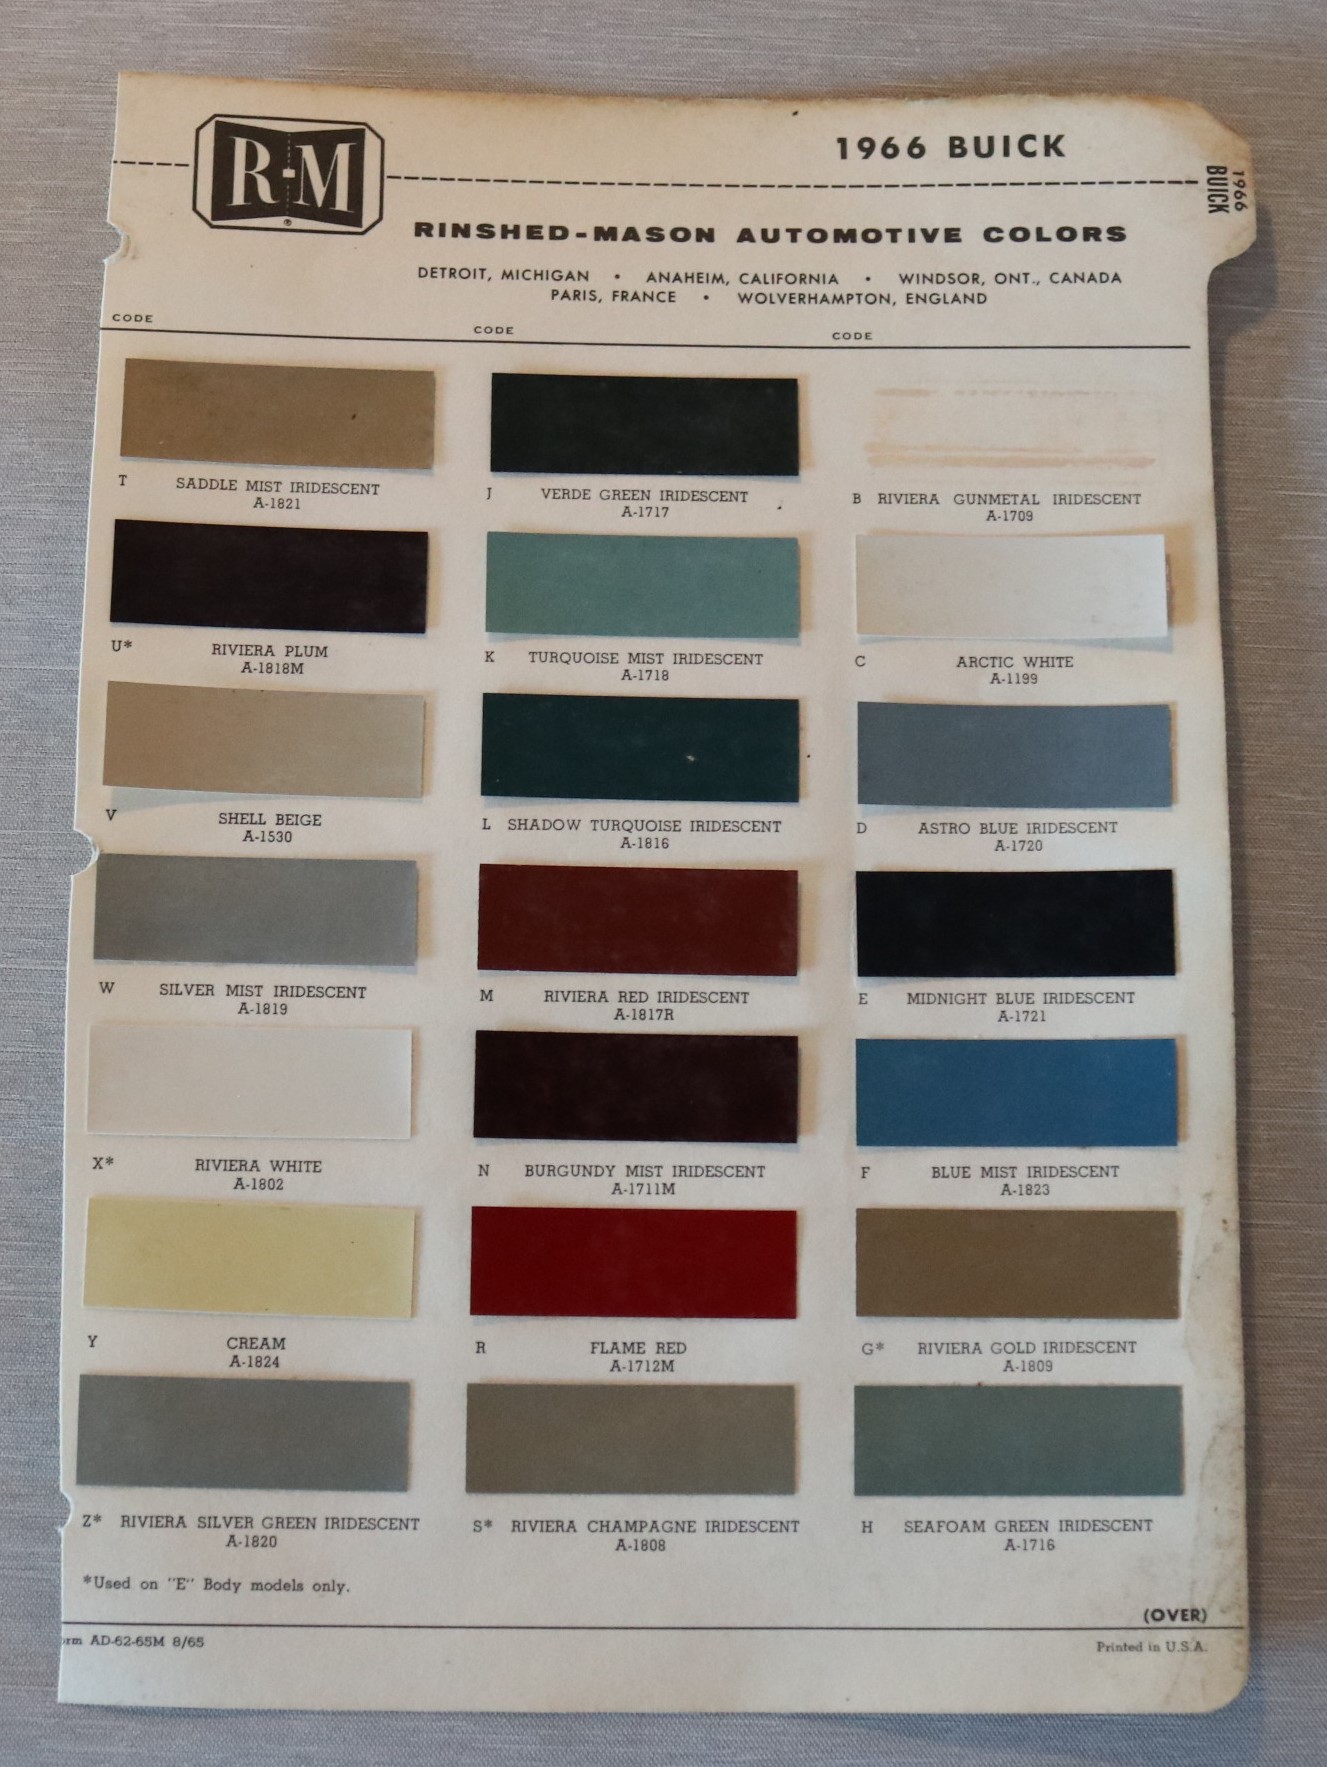 R-M
®
1966 BUICK
1966
BUICK
RINSHED-MASON AUTOMOTIVE COLORS
DETROIT, MICHIGAN • ANAHEIM, CALIFORNIA • WINDSOR, ONT., CANADA
PARIS, FRANCE • WOLVERHAMPTON, ENGLAND
CODE
CODE
CODE
T SADDLE MIST IRIDESCENT
A-1821
U* RIVIERA PLUM
A-1818M
V SHELL BEIGE
A-1530
W SILVER MIST IRIDESCENT
A-1819
X* RIVIERA WHITE
A-1802
Y CREAM
A-1824
Z* RIVIERA SILVER GREEN IRIDESCENT
A-1820
J VERDE GREEN IRIDESCENT
A-1717
K TURQUOISE MIST IRIDESCENT
A-1718
L SHADOW TURQUOISE IRIDESCENT
A-1816
M RIVIERA RED IRIDESCENT
A-1817R
N BURGUNDY MIST IRIDESCENT
A-1711M
R FLAME RED
A-1712M
S* RIVIERA CHAMPAGNE IRIDESCENT
A-1808
B RIVIERA GUNMETAL IRIDESCENT
A-1709
C ARCTIC WHITE
A-1199
D ASTRO BLUE IRIDESCENT
A-1720
E MIDNIGHT BLUE IRIDESCENT
A-1721
F BLUE MIST IRIDESCENT
A-1823
G* RIVIERA GOLD IRIDESCENT
A-1809
H SEAFOAM GREEN IRIDESCENT
A-1716
*Used on "E" Body models only.
(OVER)
orm AD-62-65M 8/65
Printed in U.S.A.